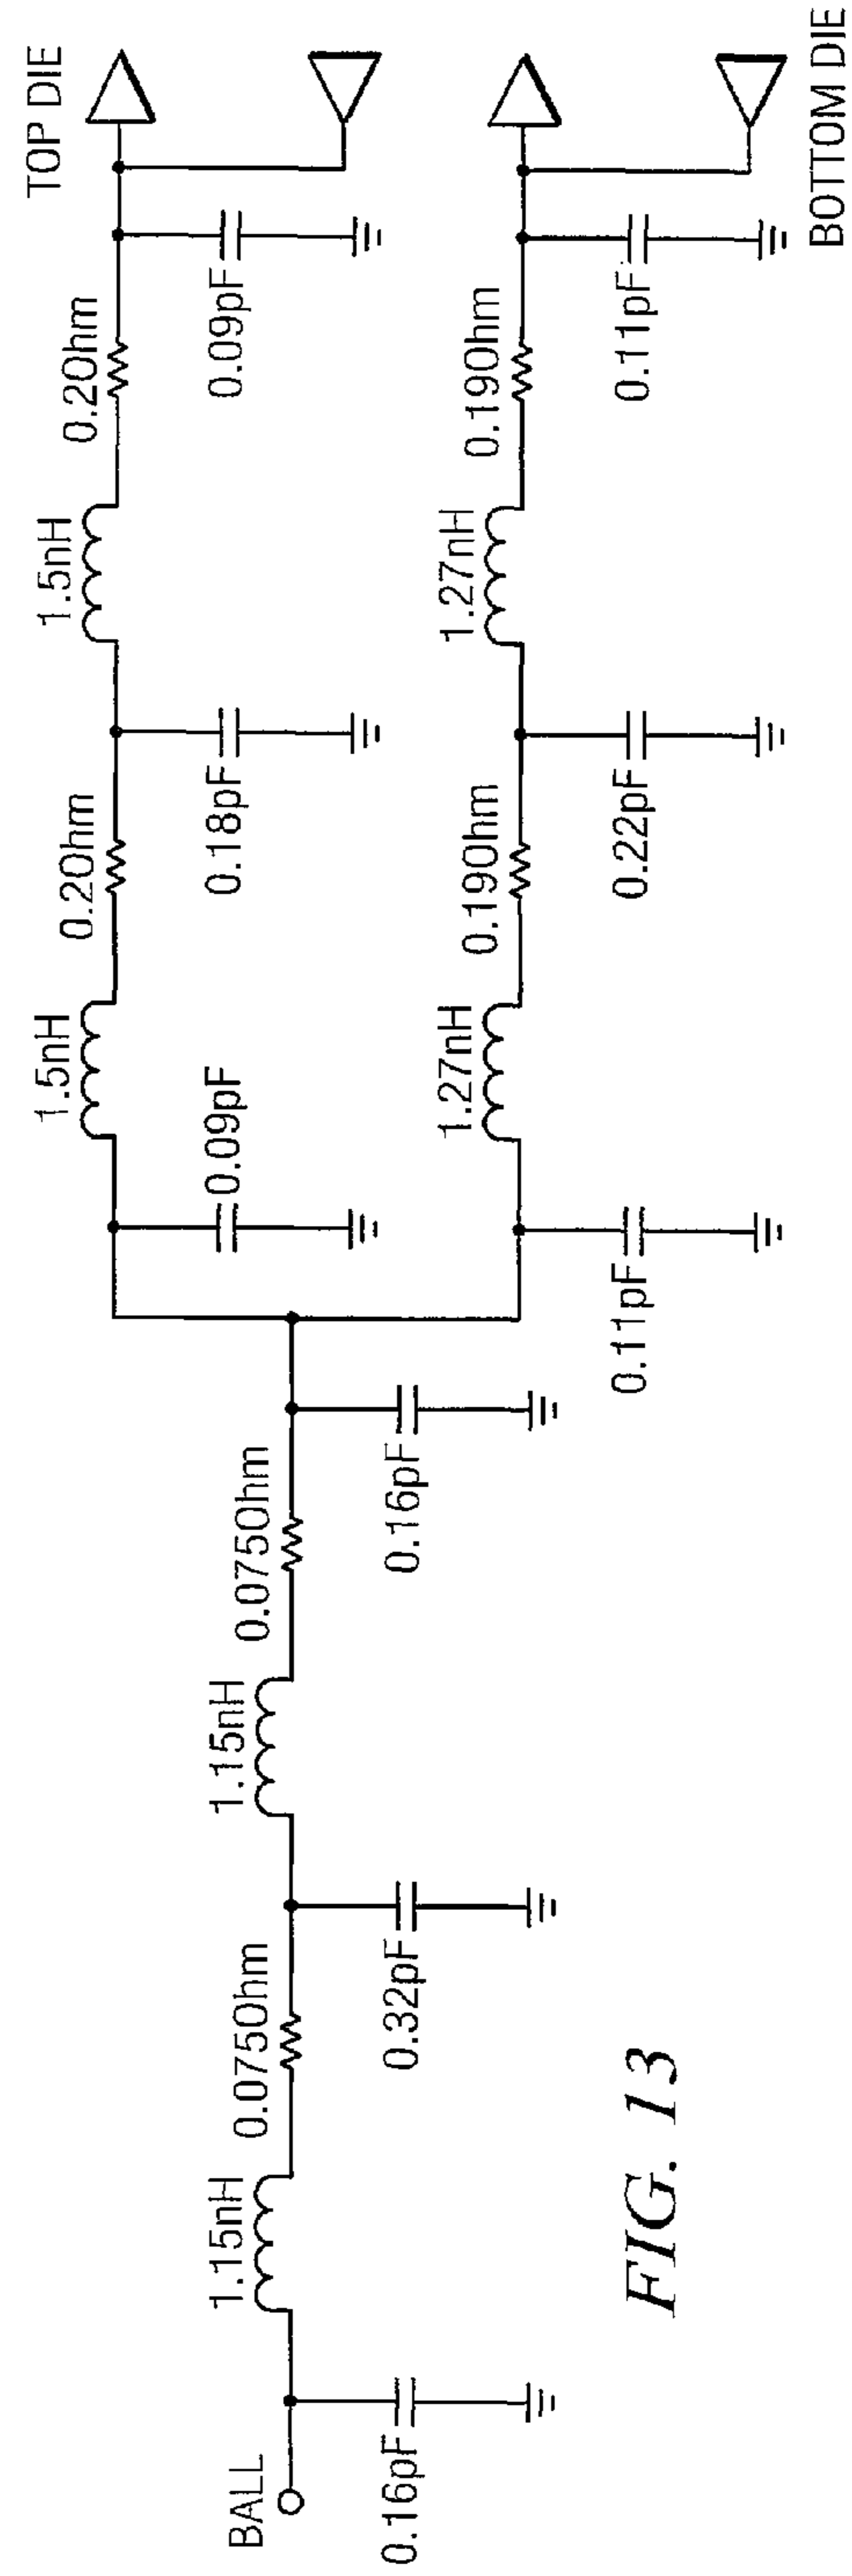 TOP DIE
0.2Ohm
0.09pF
1.5nH
0.2Ohm
0.18pF
1.5nH
0.09pF
BOTTOM DIE
0.19Ohm
0.11pF
1.27nH
0.19Ohm
0.22pF
1.27nH
0.11pF
0.075Ohm
0.16pF
1.15nH
0.075Ohm
0.32pF
1.15nH
0.16pF
BALL
FIG. 13